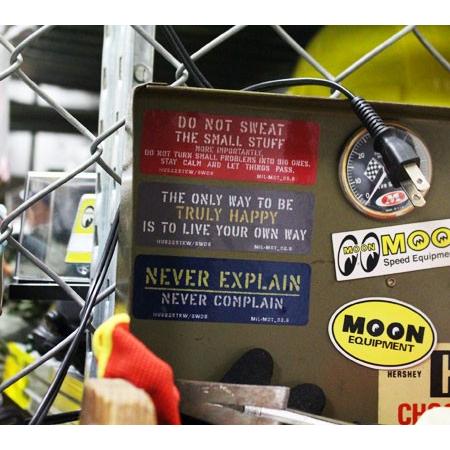 DO NOT SWEAT
THE SMALL STUFF
MORE IMPORTANTLY,
DO NOT TURN SMALL PROBLEMS INTO BIG ONES.
STAY CALM AND LET THINGS PASS.
THE ONLY WAY TO BE
TRULY HAPPY
IS TO LIVE YOUR OWN WAY
NEVER EXPLAIN
NEVER COMPLAIN
MOON
MOO
Speed Equipme
MOON
EQUIPMENT
HERSHEY